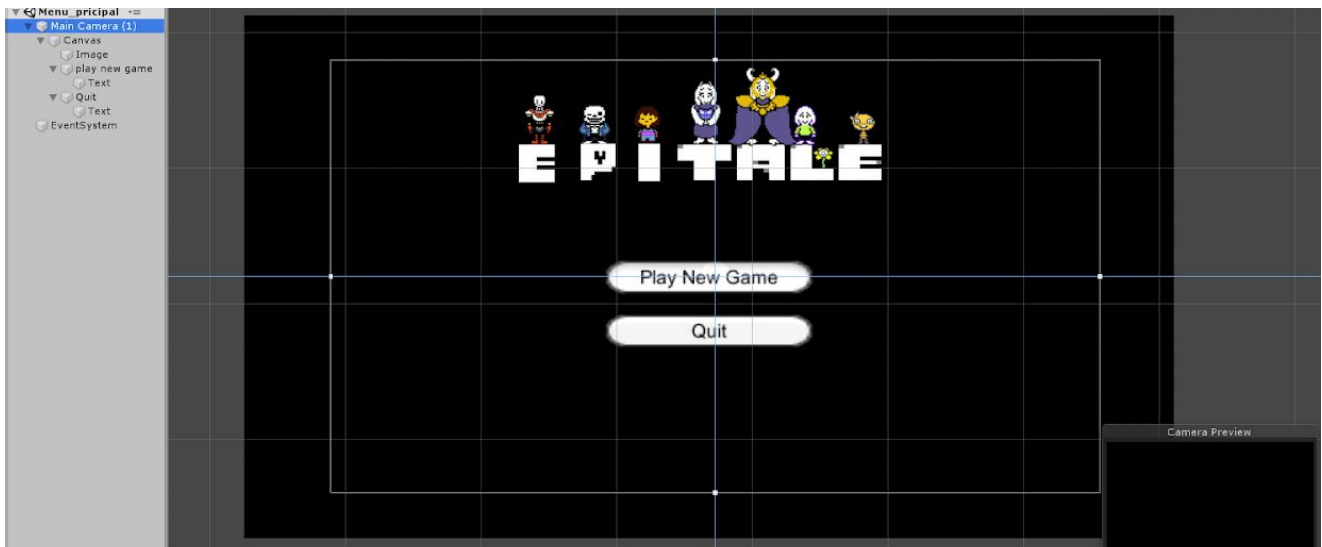 Menu_pricipal
Main Camera (1)
Canvas
Image
play new game
Text
Quit
Text
EventSystem
EPITALE
Play New Game
Quit
Camera Preview